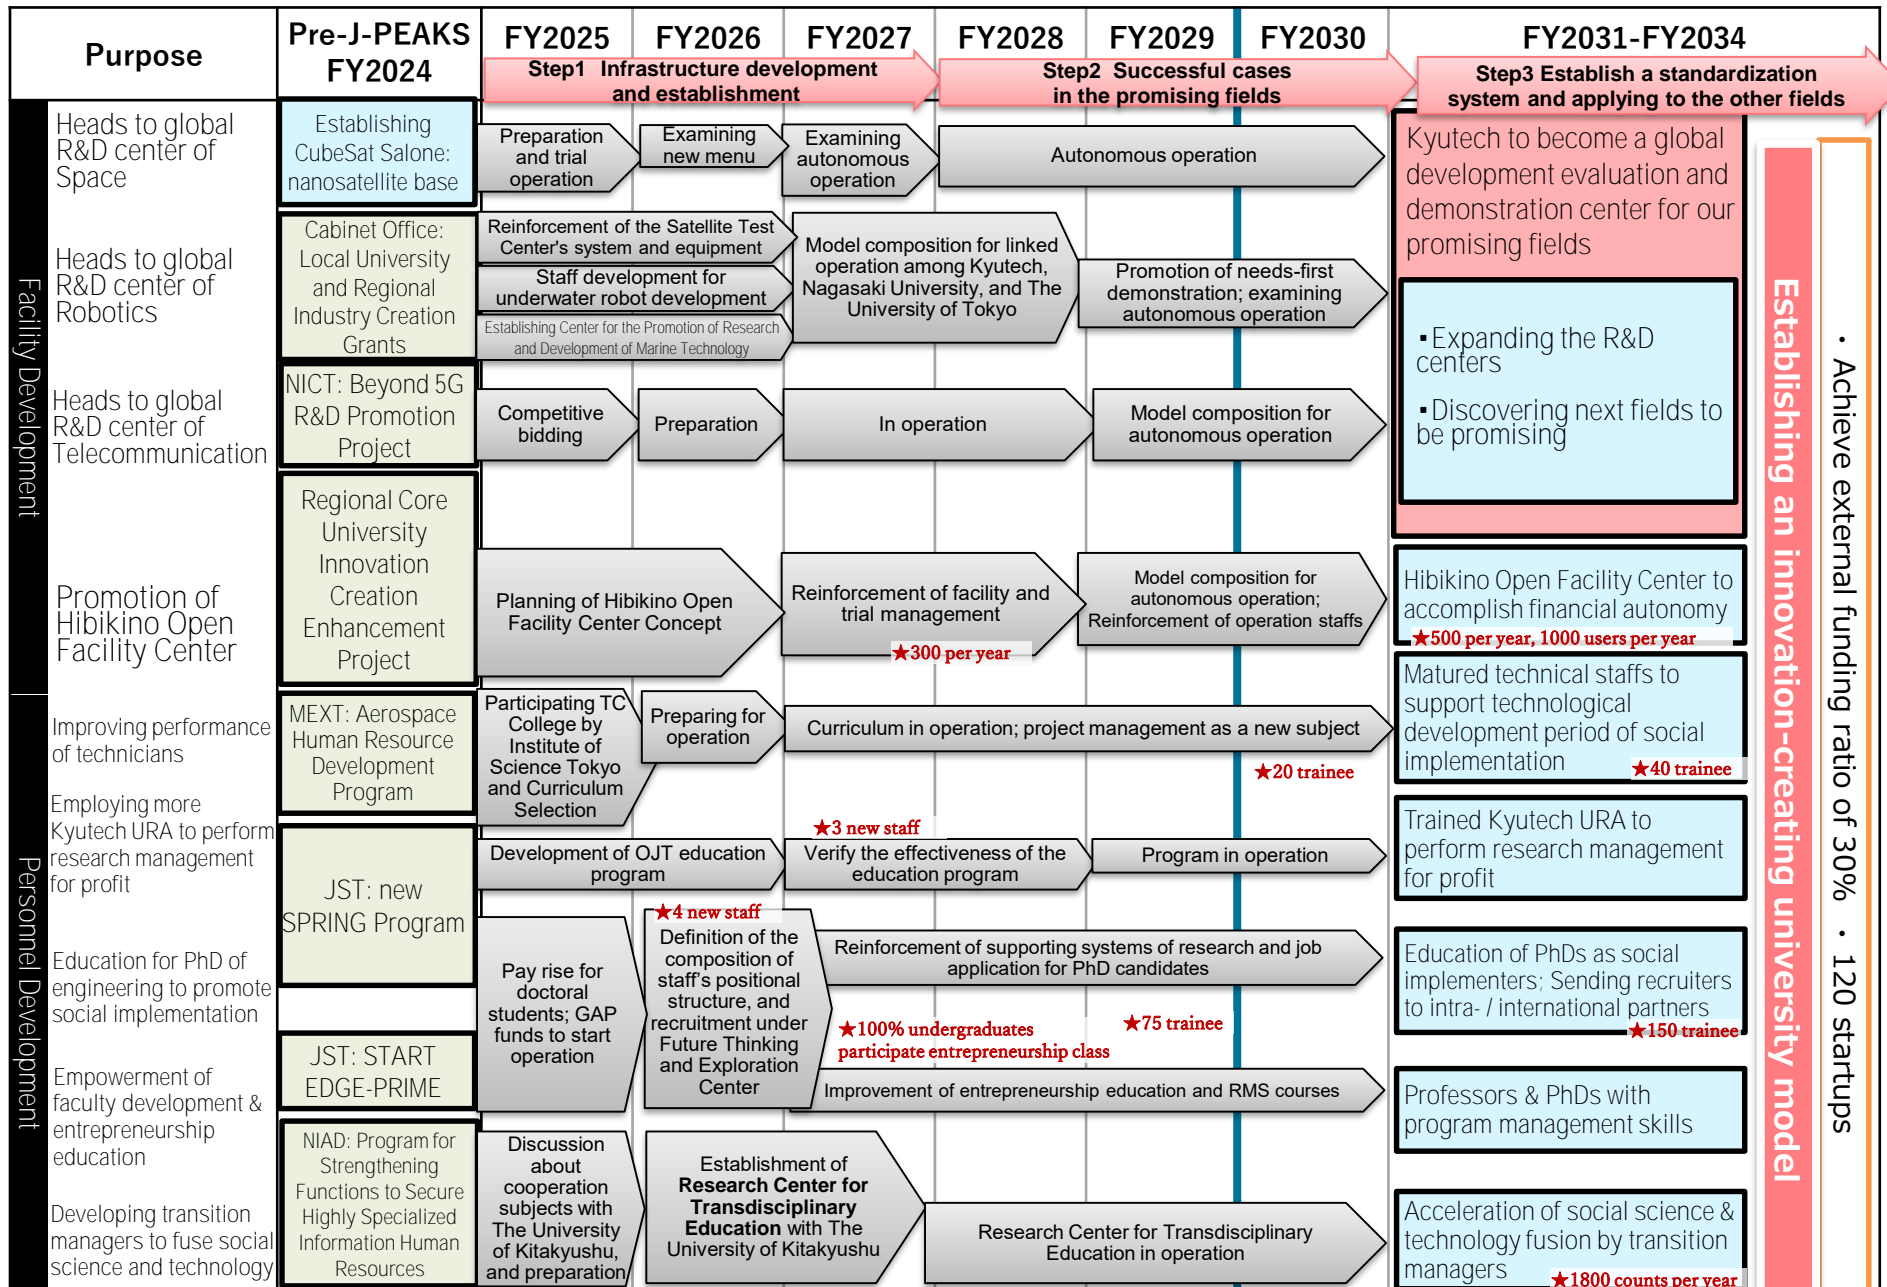 Purpose
Pre-J-PEAKS
FY2024
FY2025
FY2026
FY2027
FY2028
FY2029
FY2030
FY2031-FY2034
Step1 Infrastructure development
and establishment
Step2 Successful cases
in the promising fields
Step3 Establish a standardization
system and applying to the other fields
Facility Development
Heads to global
R&D center of
Space
Establishing
CubeSat Salone:
nanosatellite base
Preparation
and trial
operation
Examining
new menu
Examining
autonomous
operation
Autonomous operation
Kyutech to become a global
development evaluation and
demonstration center for our
promising fields
▪Expanding the R&D
centers
▪Discovering next fields to
be promising
Heads to global
R&D center of
Robotics
Cabinet Office:
Local University
and Regional
Industry Creation
Grants
Reinforcement of the Satellite Test
Center's system and equipment
Staff development for
underwater robot development
Establishing Center for the Promotion of Research
and Development of Marine Technology
Model composition for linked
operation among Kyutech,
Nagasaki University, and The
University of Tokyo
Promotion of needs-first
demonstration; examining
autonomous operation
Heads to global
R&D center of
Telecommunication
NICT: Beyond 5G
R&D Promotion
Project
Competitive
bidding
Preparation
In operation
Model composition for
autonomous operation
Promotion of
Hibikino Open
Facility Center
Regional Core
University
Innovation
Creation
Enhancement
Project
Planning of Hibikino Open
Facility Center Concept
Reinforcement of facility and
trial management
★300 per year
Model composition for
autonomous operation;
Reinforcement of operation staffs
Hibikino Open Facility Center to
accomplish financial autonomy
★500 per year, 1000 users per year
Personnel Development
Improving performance
of technicians
MEXT: Aerospace
Human Resource
Development
Program
Participating TC
College by
Institute of
Science Tokyo
and Curriculum
Selection
Preparing for
operation
Curriculum in operation; project management as a new subject
★20 trainee
Matured technical staffs to
support technological
development period of social
implementation
★40 trainee
Employing more
Kyutech URA to perform
research management
for profit
JST: new
SPRING Program
Development of OJT education
program
★3 new staff
Verify the effectiveness of the
education program
Program in operation
Trained Kyutech URA to
perform research management
for profit
Education for PhD of
engineering to promote
social implementation
Pay rise for
doctoral
students; GAP
funds to start
operation
★4 new staff
Definition of the
composition of
staff's positional
structure, and
recruitment under
Future Thinking
and Exploration
Center
Reinforcement of supporting systems of research and job
application for PhD candidates
★100% undergraduates
participate entrepreneurship class
★75 trainee
Education of PhDs as social
implementers; Sending recruiters
to intra- / international partners
★150 trainee
Empowerment of
faculty development &
entrepreneurship
education
JST: START
EDGE-PRIME
Improvement of entrepreneurship education and RMS courses
Professors & PhDs with
program management skills
Developing transition
managers to fuse social
science and technology
NIAD: Program for
Strengthening
Functions to Secure
Highly Specialized
Information Human
Resources
Discussion
about
cooperation
subjects with
The University
of Kitakyushu,
and preparation
Establishment of
Research Center for
Transdisciplinary
Education with The
University of Kitakyushu
Research Center for Transdisciplinary
Education in operation
Acceleration of social science &
technology fusion by transition
managers
★1800 counts per year
Establishing an innovation-creating university model
・Achieve external funding ratio of 30% ・120 startups